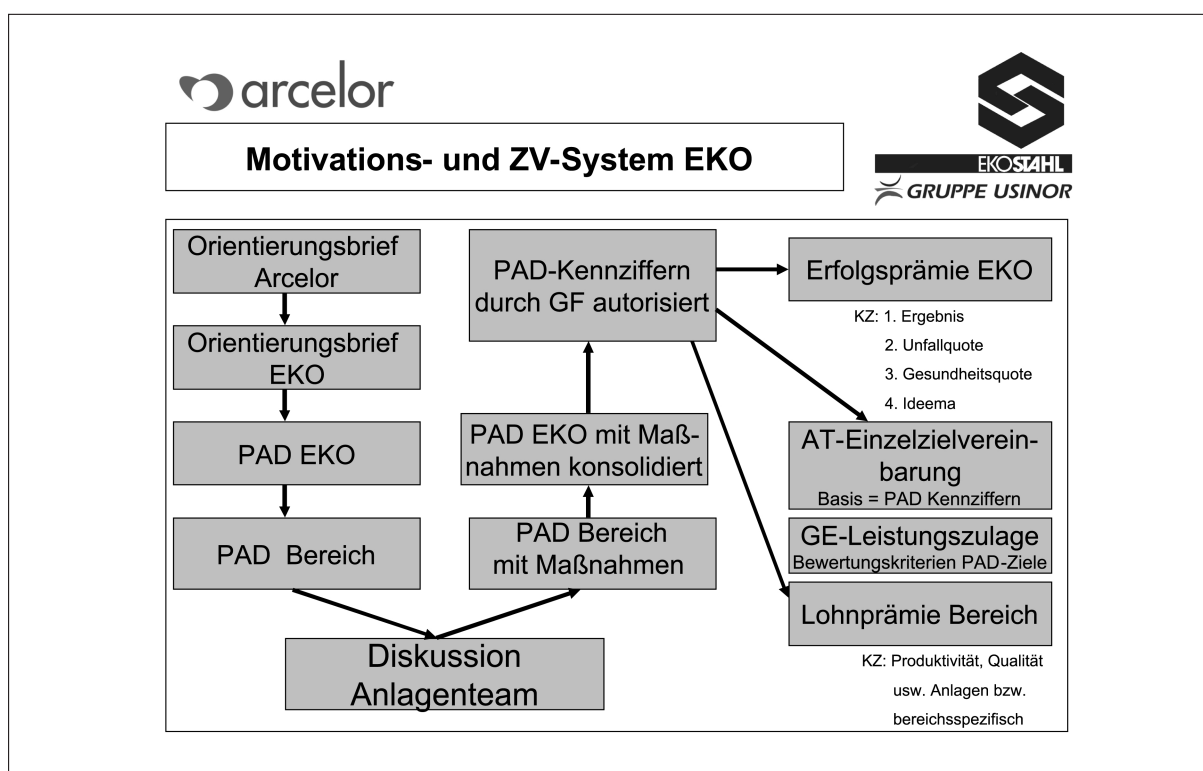 arcelor
Motivations- und ZV-System EKO
EKOSTAHL
GRUPPE USINOR
Orientierungsbrief
Arcelor
Orientierungsbrief
EKO
PAD EKO
PAD  Bereich
Diskussion
Anlagenteam
PAD Bereich
mit Maßnahmen
PAD EKO mit Maß-
nahmen konsolidiert
PAD-Kennziffern
durch GF autorisiert
Erfolgsprämie EKO
KZ: 1. Ergebnis
2. Unfallquote
3. Gesundheitsquote
4. Ideema
AT-Einzelzielverein-
barung
Basis = PAD Kennziffern
GE-Leistungszulage
Bewertungskriterien PAD-Ziele
Lohnprämie Bereich
KZ: Produktivität, Qualität
usw. Anlagen bzw.
bereichsspezifisch